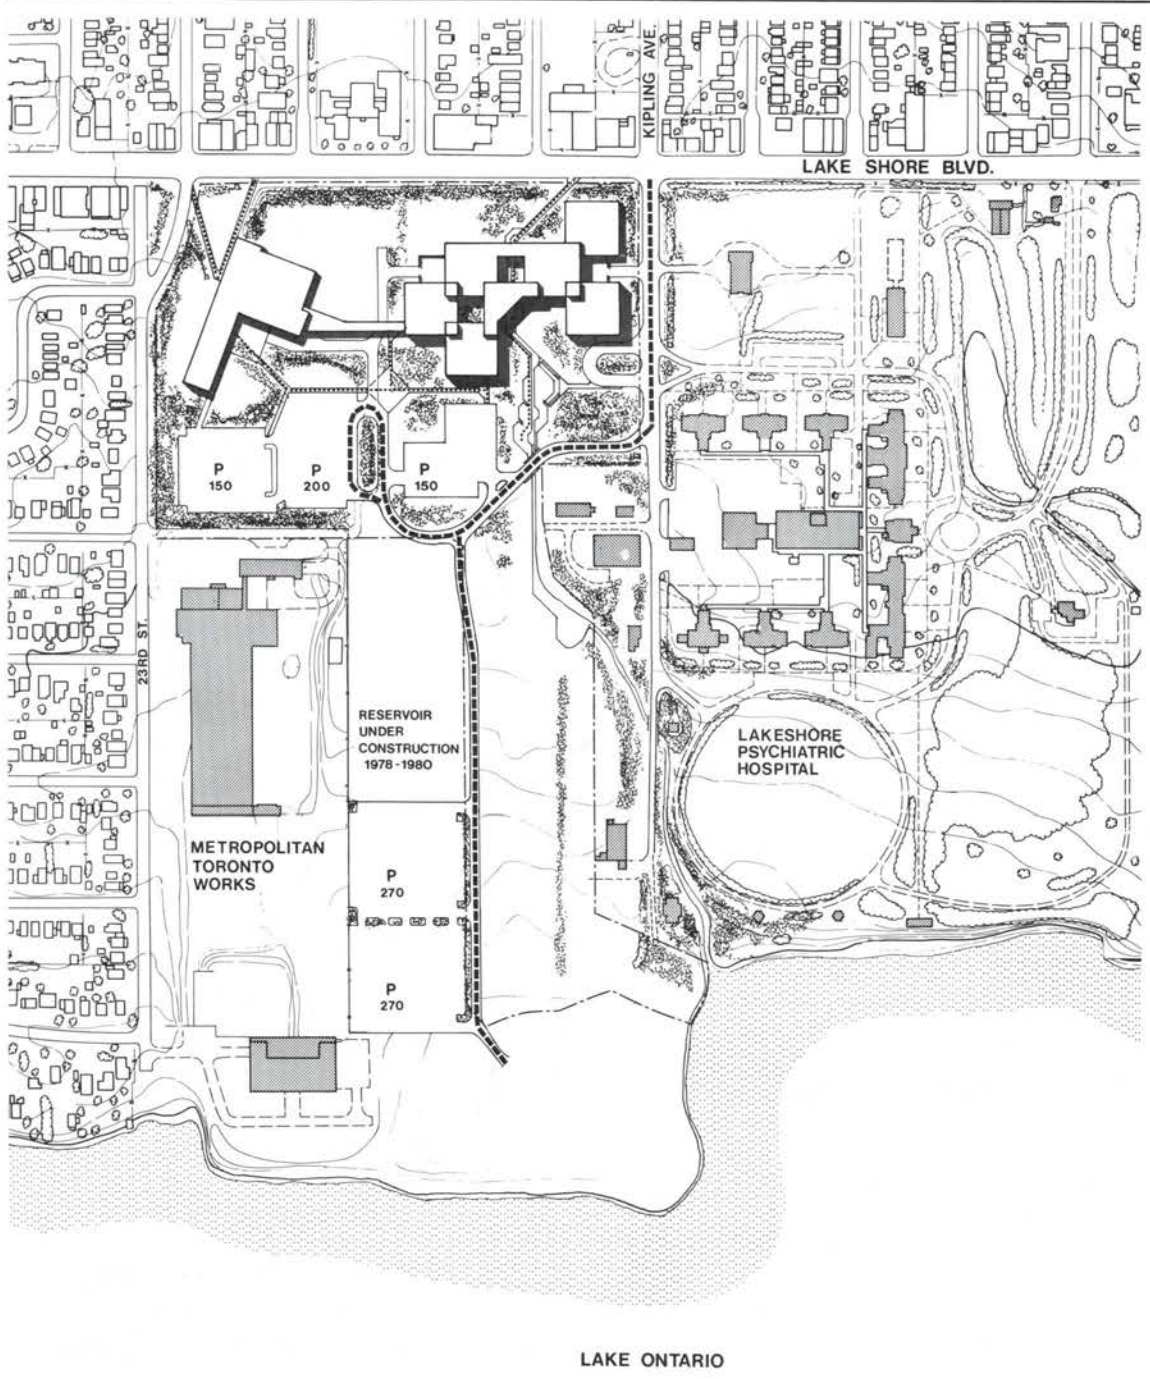 KIPLING AVE.
LAKE SHORE BLVD.
P
150
P
200
P
150
23RD ST.
RESERVOIR
UNDER
CONSTRUCTION
1978-1980
LAKESHORE
PSYCHIATRIC
HOSPITAL
METROPOLITAN
TORONTO
WORKS
P
270
P
270
LAKE ONTARIO